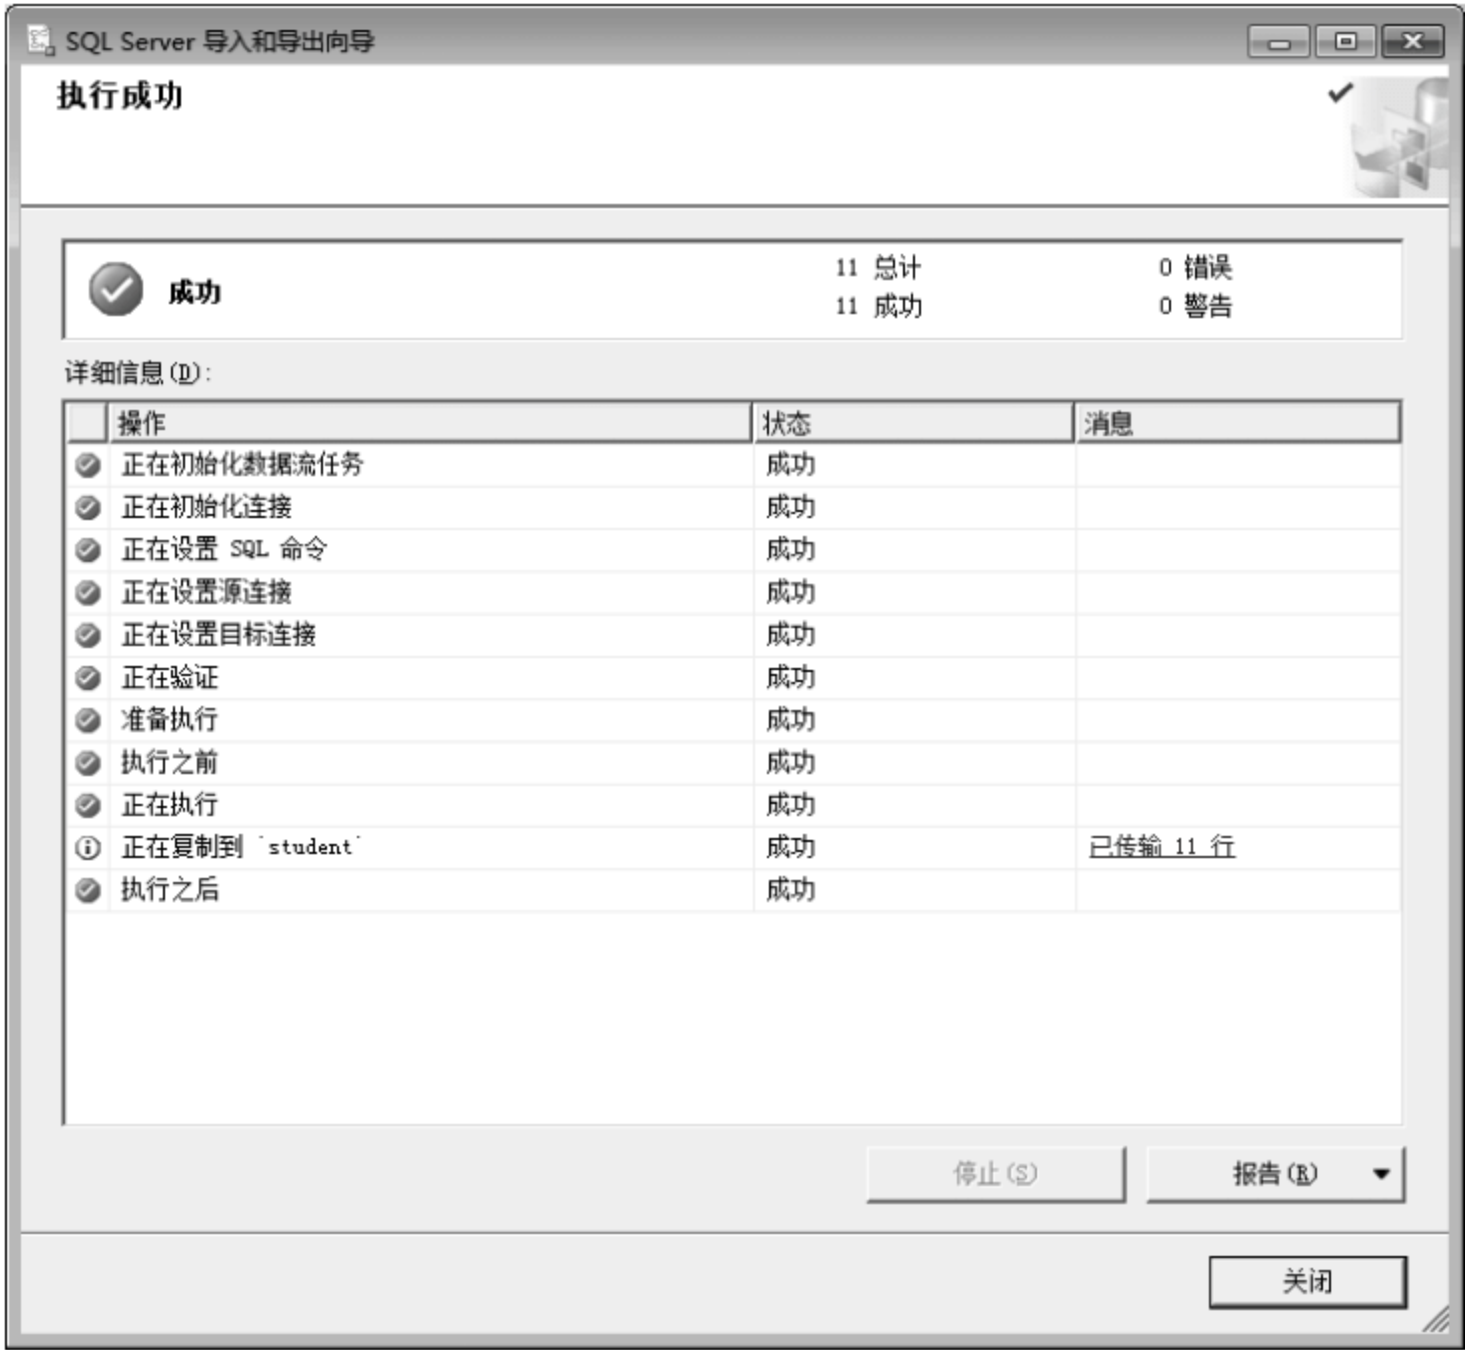 SQL Server 导入和导出向导
执行成功
成功
11 总计
0 错误
11 成功
0 警告
详细信息(D):
操作 状态 消息
正在初始化数据流任务 成功
正在初始化连接 成功
正在设置 SQL 命令 成功
正在设置源连接 成功
正在设置目标连接 成功
正在验证 成功
准备执行 成功
执行之前 成功
正在执行 成功
正在复制到 `student` 成功 已传输 11 行
执行之后 成功
停止(S) 报告(R)
关闭